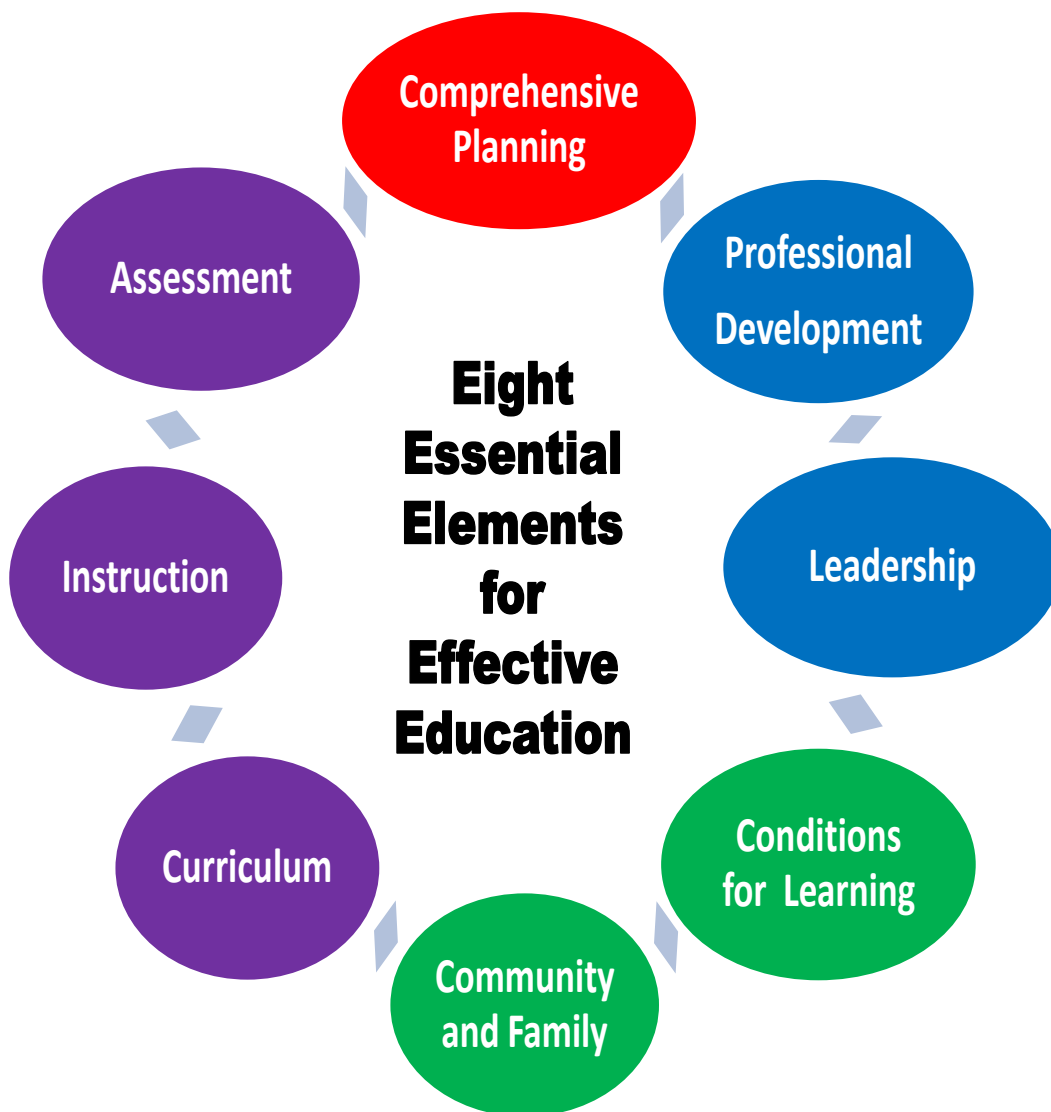 Comprehensive
Planning
Professional
Development
Leadership
Conditions
for Learning
Community
and Family
Curriculum
Instruction
Assessment
Eight
Essential
Elements
for
Effective
Education